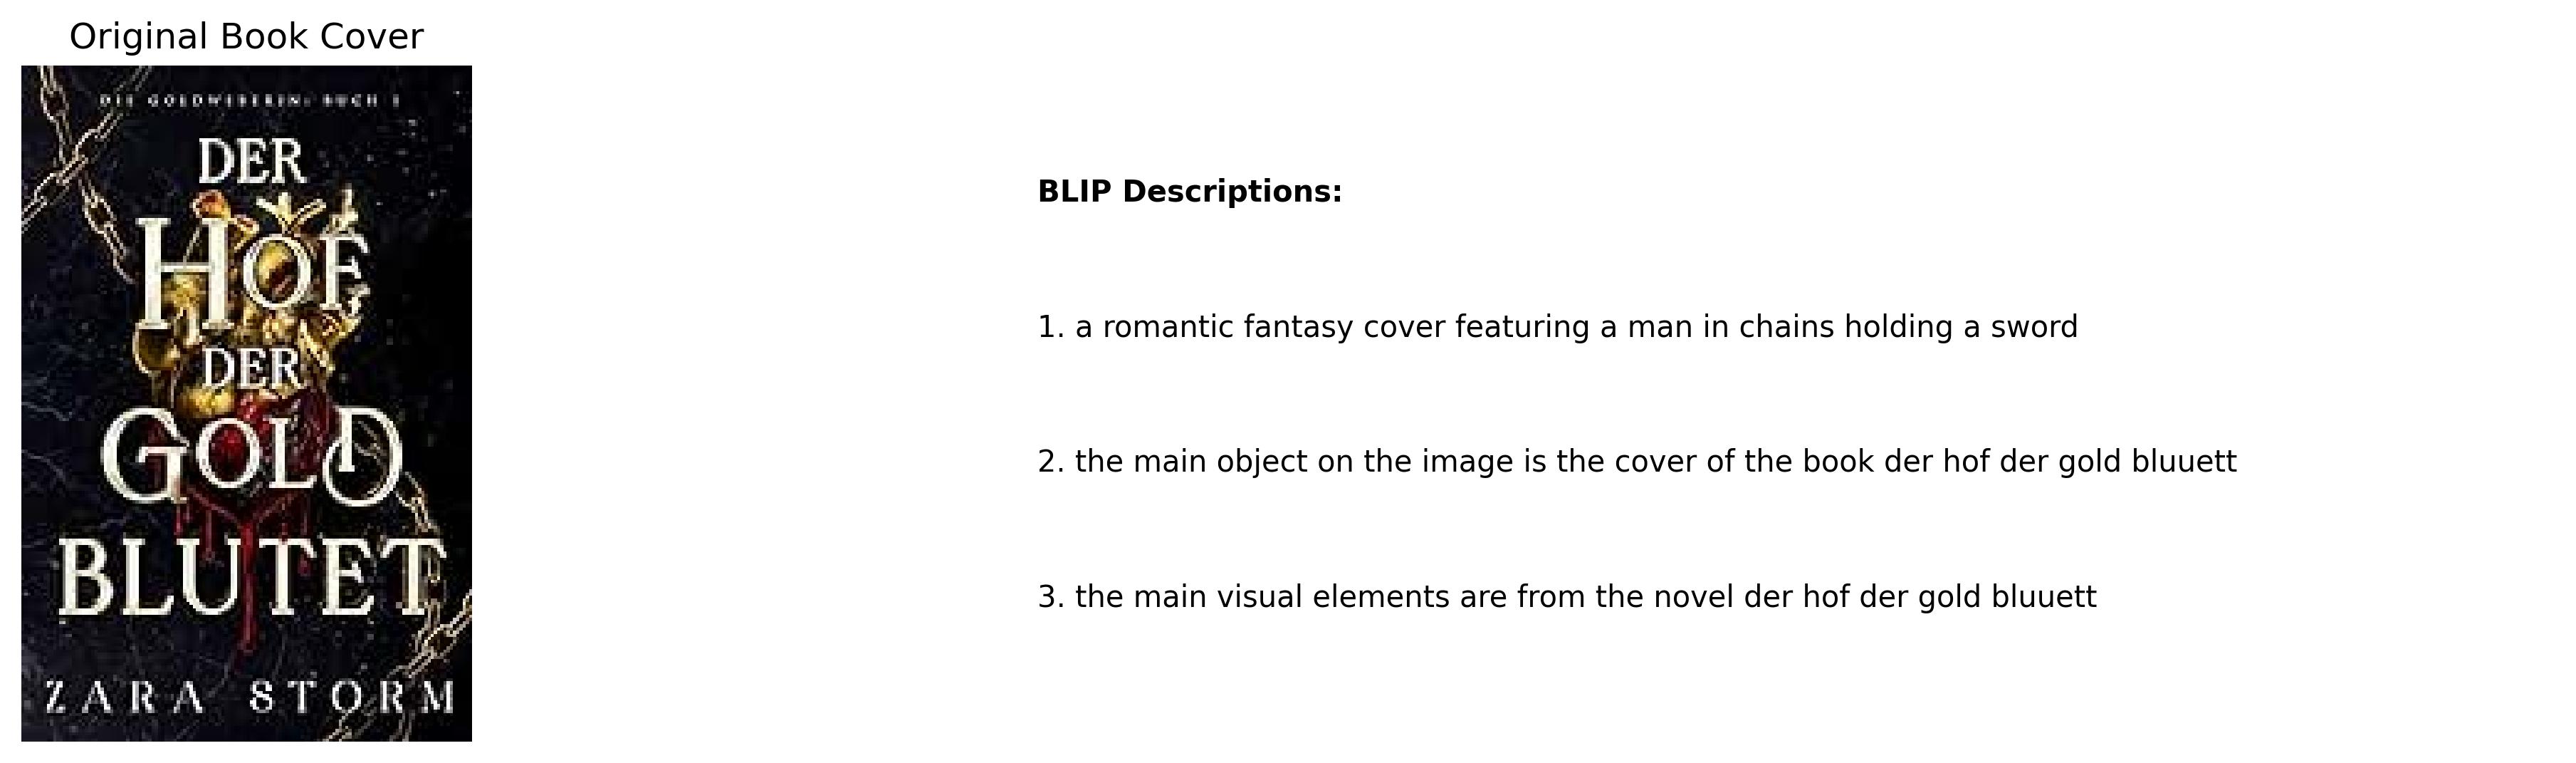 Original Book Cover
DIE GOLDWEBERIN: BUCH 1
DER
HOF
DER
GOLD
BLUTET
ZARA STORM
BLIP Descriptions:
1. a romantic fantasy cover featuring a man in chains holding a sword
2. the main object on the image is the cover of the book der hof der gold bluuett
3. the main visual elements are from the novel der hof der gold bluuett